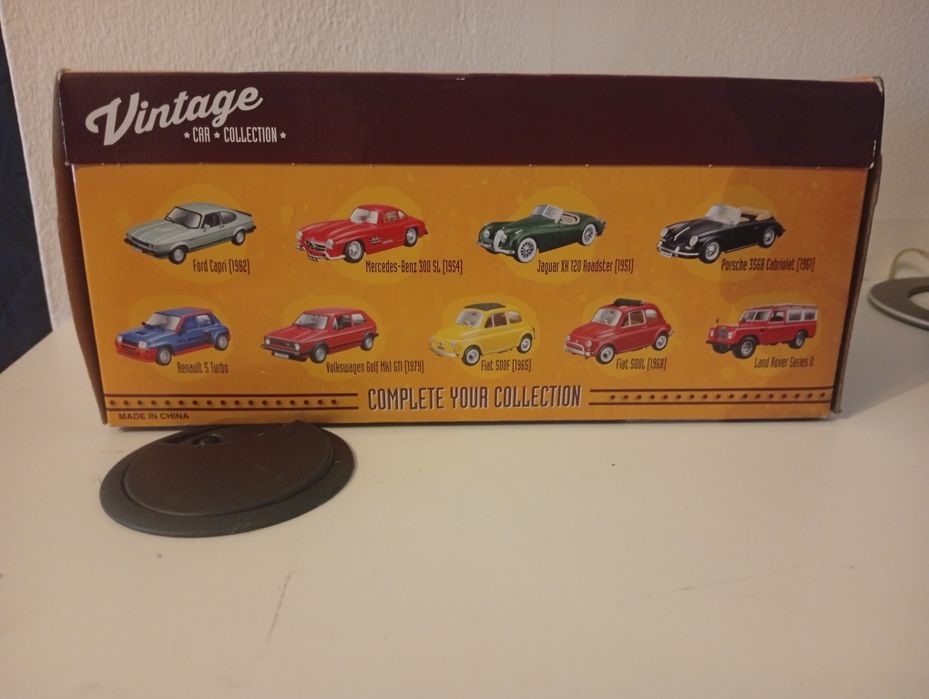 Vintage
★ CAR ★ COLLECTION ★
Ford Capri (1982)
Mercedes-Benz 300 SL (1954)
Jaguar XK 120 Roadster (1951)
Porsche 356B Cabriolet (1961)
Renault 5 Turbo
Volkswagen Golf Mk1 GTI (1979)
Fiat 500F (1965)
Fiat 500L (1968)
Land Rover Series II
COMPLETE YOUR COLLECTION
MADE IN CHINA